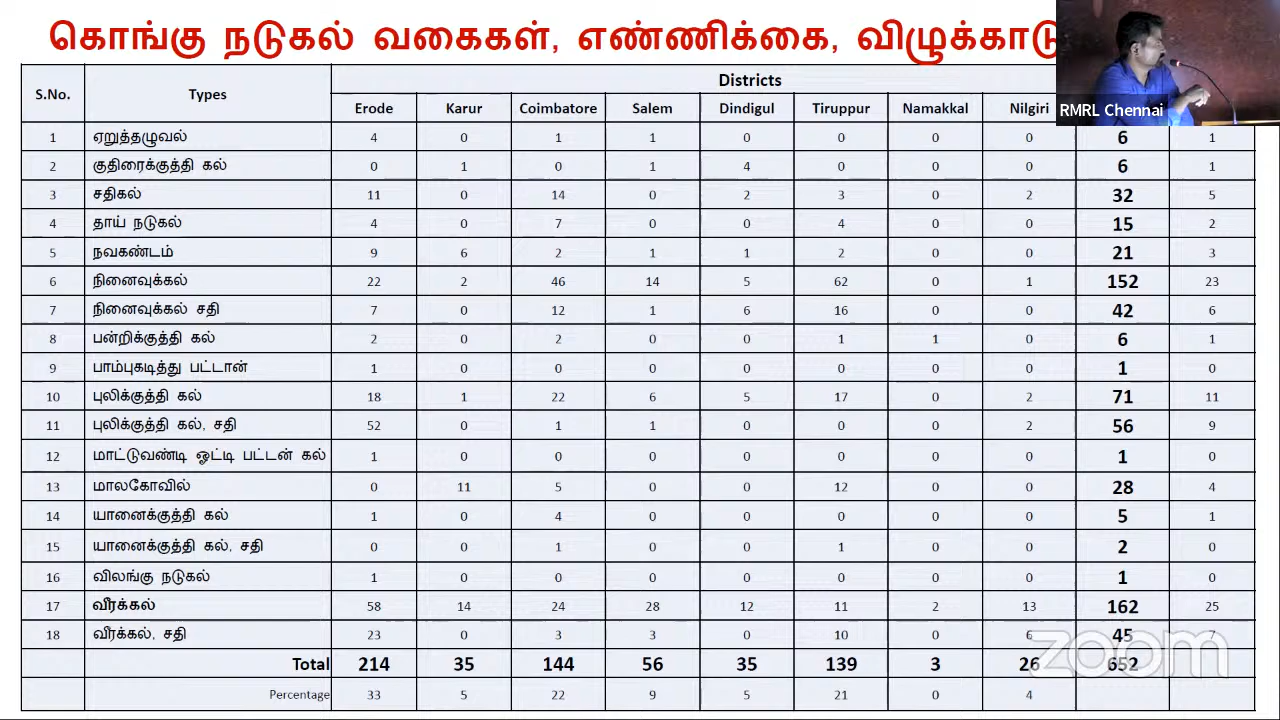 கொங்கு நடுகல் வகைகள், எண்ணிக்கை, விழுக்காடு
RMRL Chennai
S.No. Types Districts
Erode Karur Coimbatore Salem Dindigul Tiruppur Namakkal Nilgiri
1 ஏறுத்தழுவல் 4 0 1 1 0 0 0 0 6 1
2 குதிரைக்குத்தி கல் 0 1 0 1 4 0 0 0 6 1
3 சதிகல் 11 0 14 0 2 3 0 2 32 5
4 தாய் நடுகல் 4 0 7 0 0 4 0 0 15 2
5 நவகண்டம் 9 6 2 1 1 2 0 0 21 3
6 நினைவுக்கல் 22 2 46 14 5 62 0 1 152 23
7 நினைவுக்கல் சதி 7 0 12 1 6 16 0 0 42 6
8 பன்றிக்குத்தி கல் 2 0 2 0 0 1 1 0 6 1
9 பாம்புகடித்து பட்டான் 1 0 0 0 0 0 0 0 1 0
10 புலிக்குத்தி கல் 18 1 22 6 5 17 0 2 71 11
11 புலிக்குத்தி கல், சதி 52 0 1 1 0 0 0 2 56 9
12 மாட்டுவண்டி ஓட்டி பட்டன் கல் 1 0 0 0 0 0 0 0 1 0
13 மாலகோவில் 0 11 5 0 0 12 0 0 28 4
14 யானைக்குத்தி கல் 1 0 4 0 0 0 0 0 5 1
15 யானைக்குத்தி கல், சதி 0 0 1 0 0 1 0 0 2 0
16 விலங்கு நடுகல் 1 0 0 0 0 0 0 0 1 0
17 வீரக்கல் 58 14 24 28 12 11 2 13 162 25
18 வீரக்கல், சதி 23 0 3 3 0 10 0 6 45 7
Total 214 35 144 56 35 139 3 26 652
Percentage 33 5 22 9 5 21 0 4
zoom